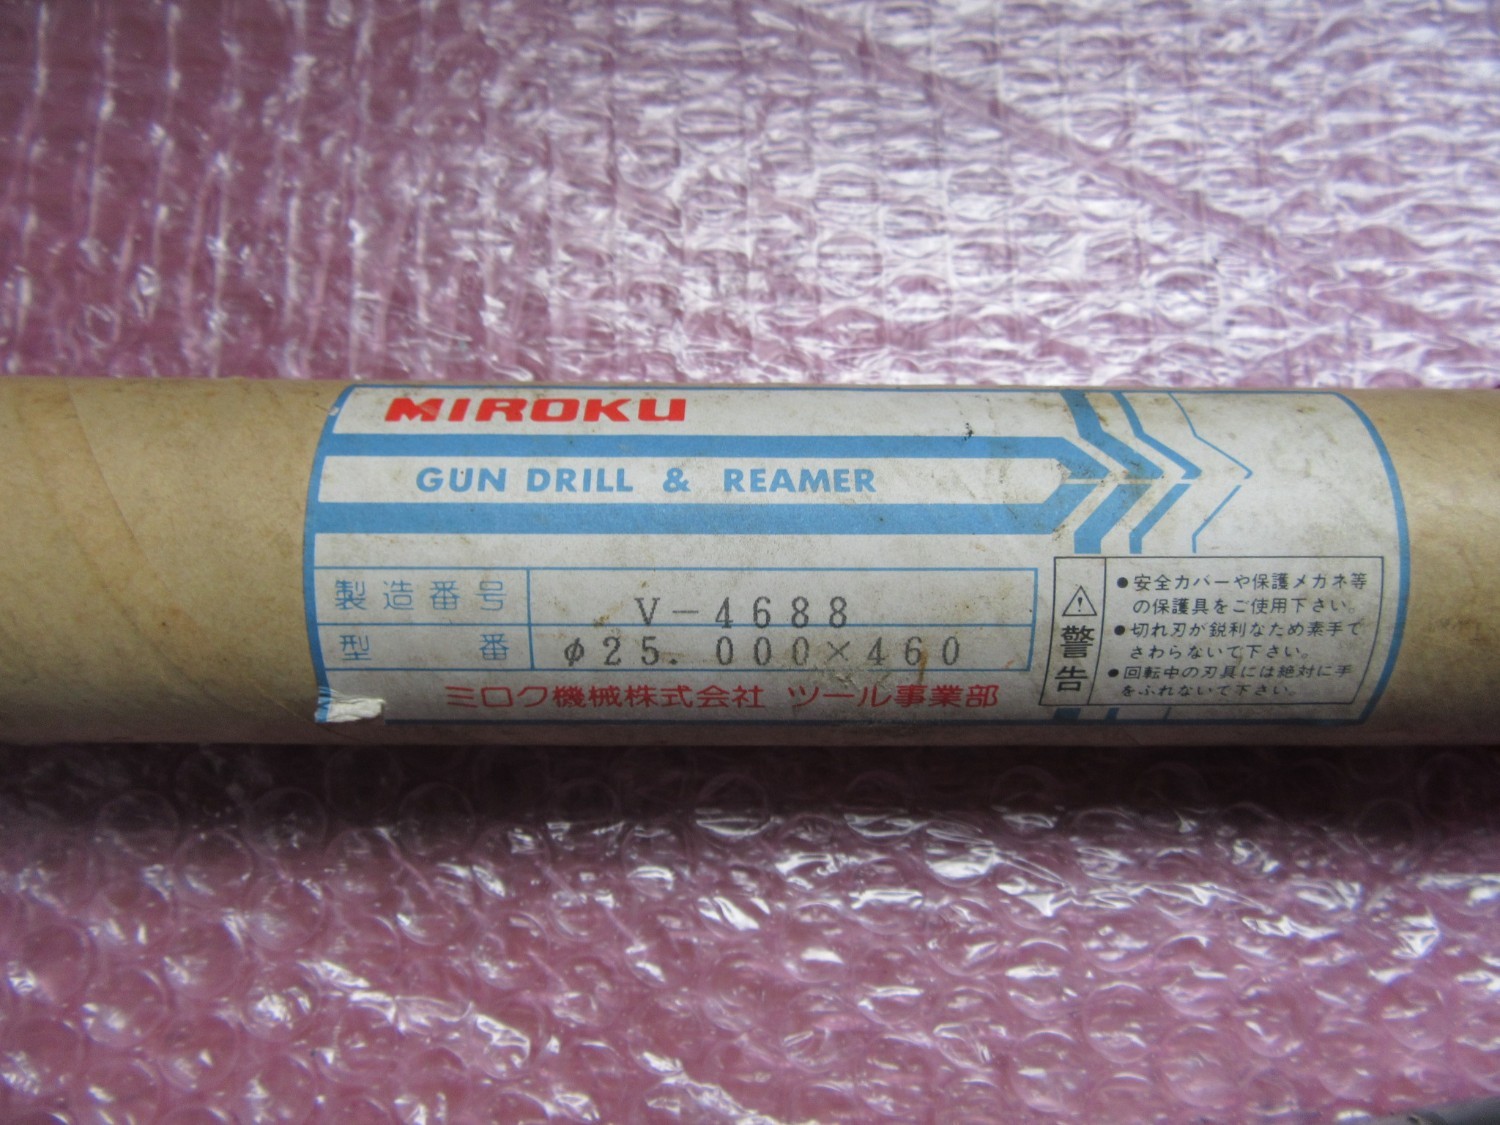 MIROKU
GUN DRILL & REAMER
製造番号 V-4688
型番 φ25.000×460
ミロク機械株式会社 ツール事業部
⚠警告
●安全カバーや保護メガネ等
の保護具をご使用下さい。
●切れ刃が鋭利なため素手で
さわらないで下さい。
●回転中の刃具には絶対に手
をふれないで下さい。